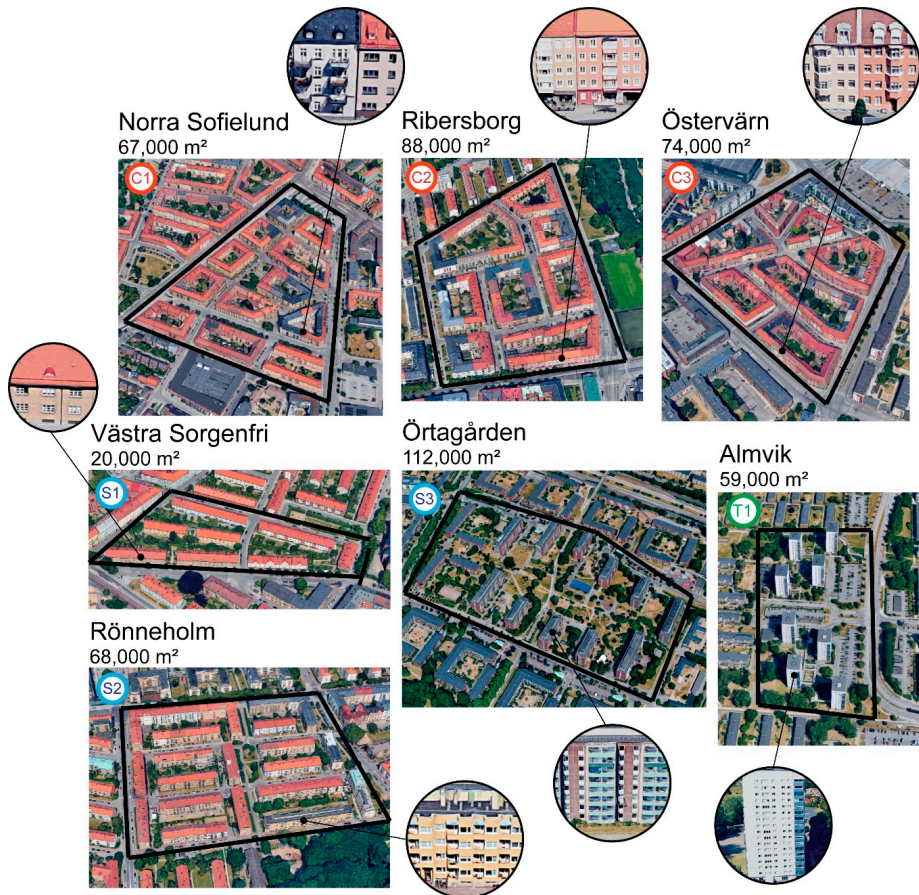 Norra Sofielund
67,000 m²
C1
Ribersborg
88,000 m²
C2
Östervärn
74,000 m²
C3
Västra Sorgenfri
20,000 m²
S1
Örtagården
112,000 m²
S3
Almvik
59,000 m²
T1
Rönneholm
68,000 m²
S2